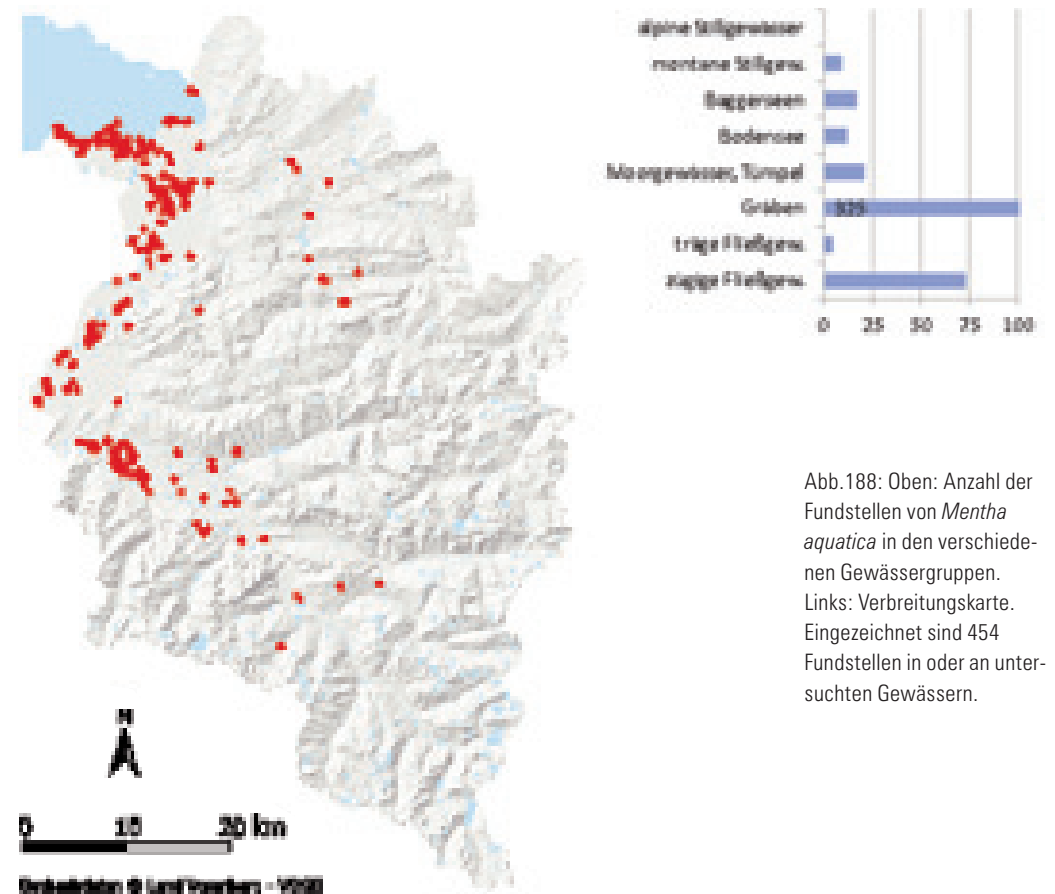 alpine Stillgewässer
montane Stillgew.
Baggerseen
Bodensee
Moorgewässer, Tümpel
Gräben
träge Fließgew.
zügige Fließgew.
0 25 50 75 100
Abb.188: Oben: Anzahl der
Fundstellen von Mentha
aquatica in den verschiede-
nen Gewässergruppen.
Links: Verbreitungskarte.
Eingezeichnet sind 454
Fundstellen in oder an unter-
suchten Gewässern.
N
0 10 20 km